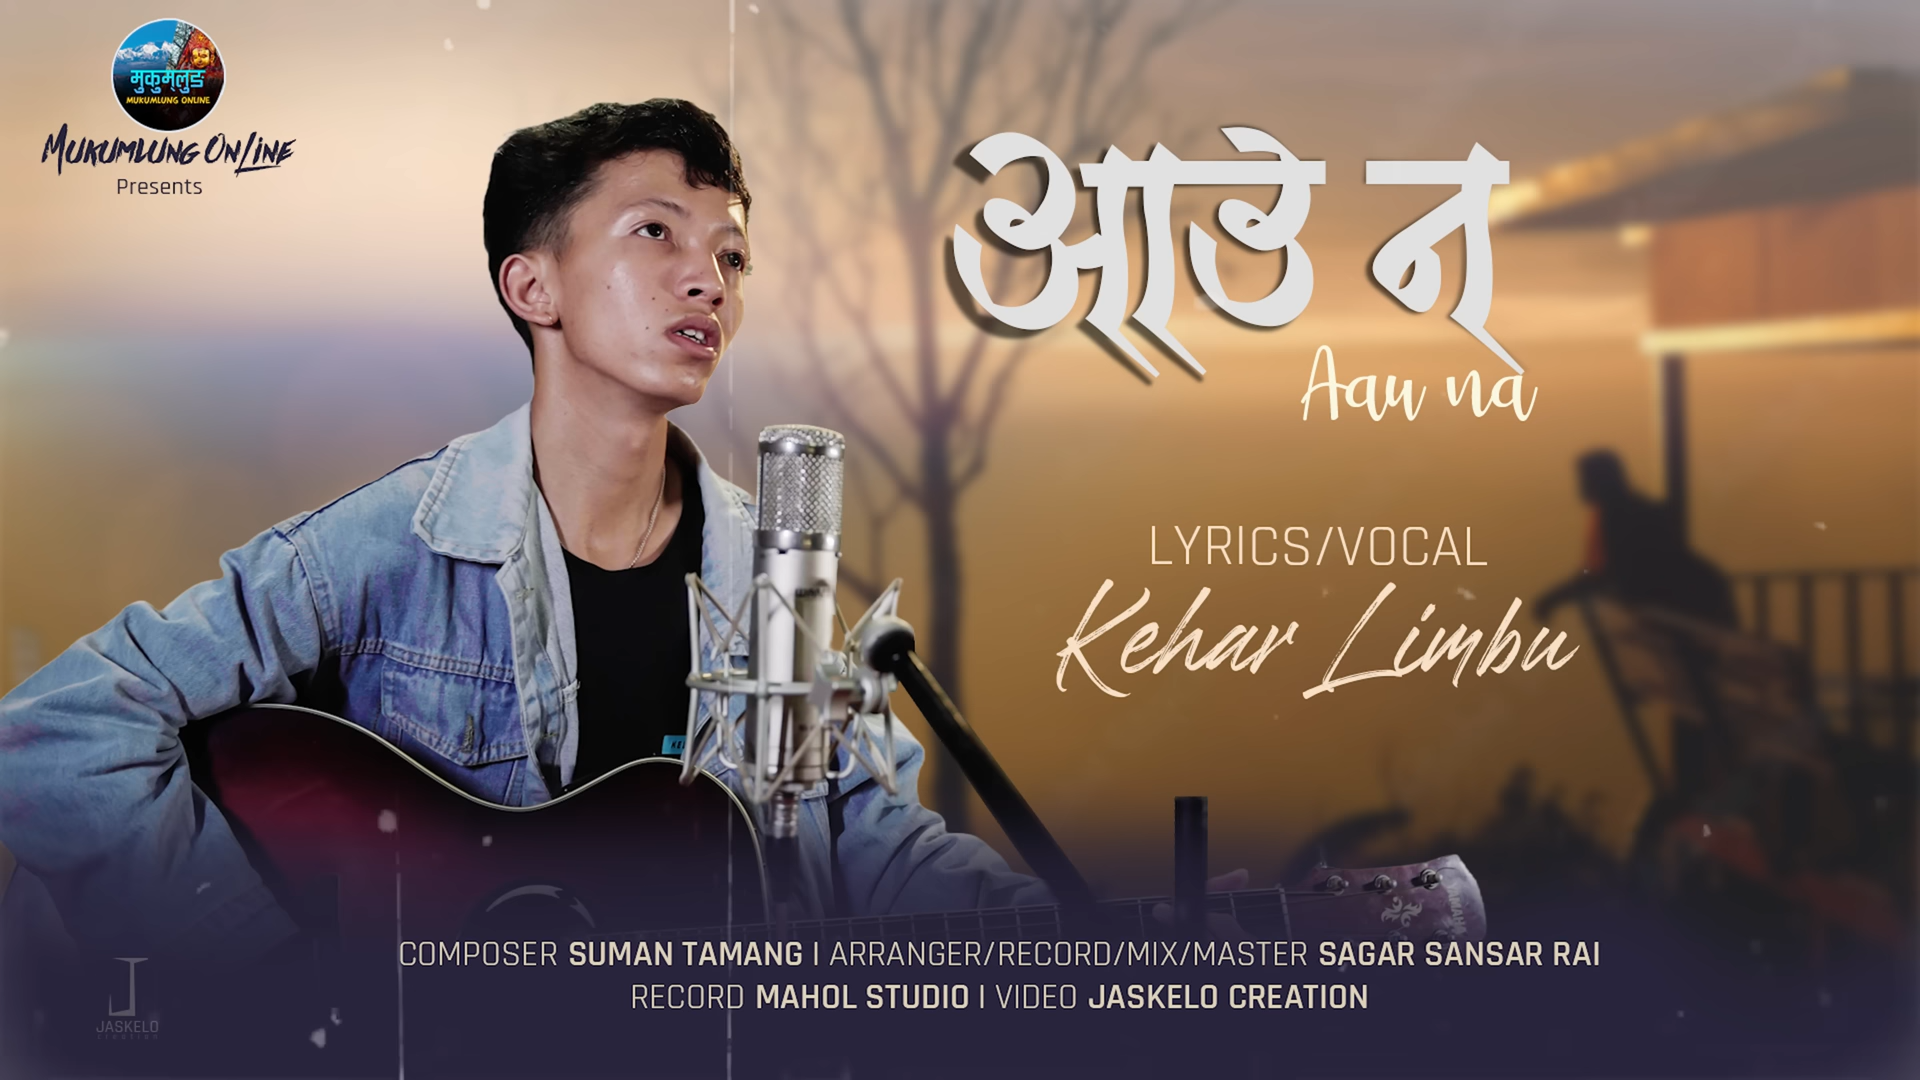 मुकुम्लुङ
MUKUMLUNG ONLINE
MUKUMLUNG ONLINE
Presents
आउ न
Aau na
LYRICS/VOCAL
Kehar Limbu
COMPOSER SUMAN TAMANG | ARRANGER/RECORD/MIX/MASTER SAGAR SANSAR RAI
RECORD MAHOL STUDIO | VIDEO JASKELO CREATION
JASKELO
creation